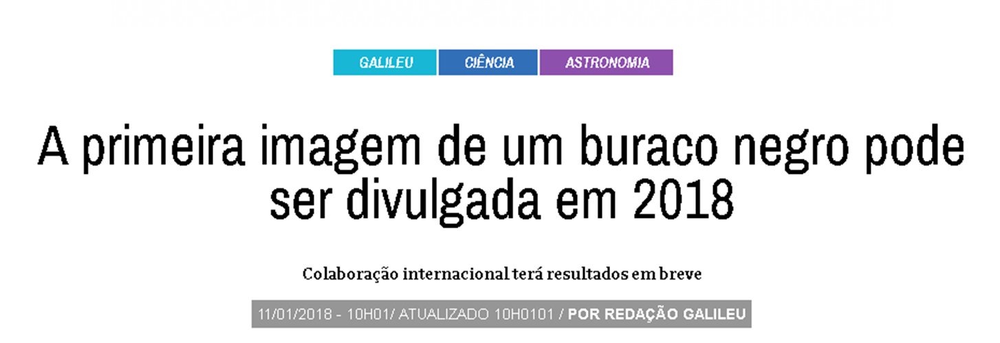 GALILEU CIÊNCIA ASTRONOMIA
A primeira imagem de um buraco negro pode
ser divulgada em 2018
Colaboração internacional terá resultados em breve
11/01/2018 - 10H01/ ATUALIZADO 10H0101 / POR REDAÇÃO GALILEU